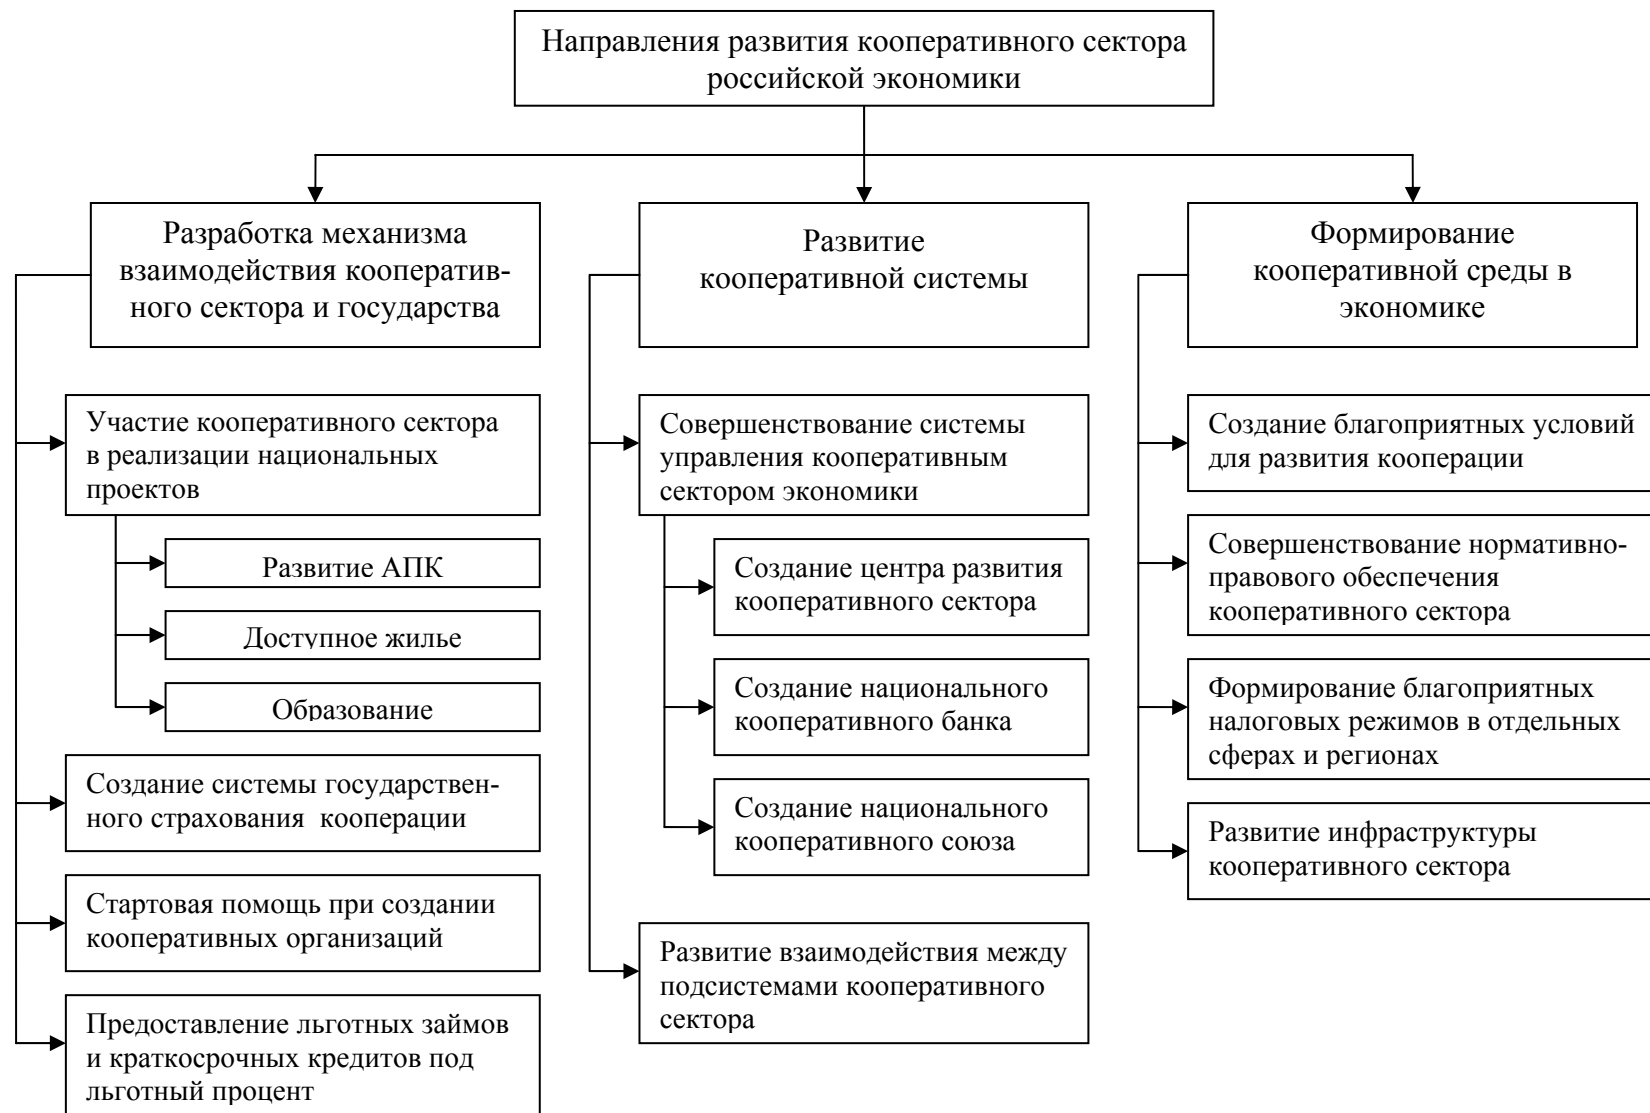 Направления развития кооперативного сектора
российской экономики
Разработка механизма
взаимодействия кооператив-
ного сектора и государства
Участие кооперативного сектора
в реализации национальных
проектов
Развитие АПК
Доступное жилье
Образование
Создание системы государствен-
ного страхования кооперации
Стартовая помощь при создании
кооперативных организаций
Предоставление льготных займов
и краткосрочных кредитов под
льготный процент
Развитие
кооперативной системы
Совершенствование системы
управления кооперативным
сектором экономики
Создание центра развития
кооперативного сектора
Создание национального
кооперативного банка
Создание национального
кооперативного союза
Развитие взаимодействия между
подсистемами кооперативного
сектора
Формирование
кооперативной среды в
экономике
Создание благоприятных условий
для развития кооперации
Совершенствование нормативно-
правового обеспечения
кооперативного сектора
Формирование благоприятных
налоговых режимов в отдельных
сферах и регионах
Развитие инфраструктуры
кооперативного сектора